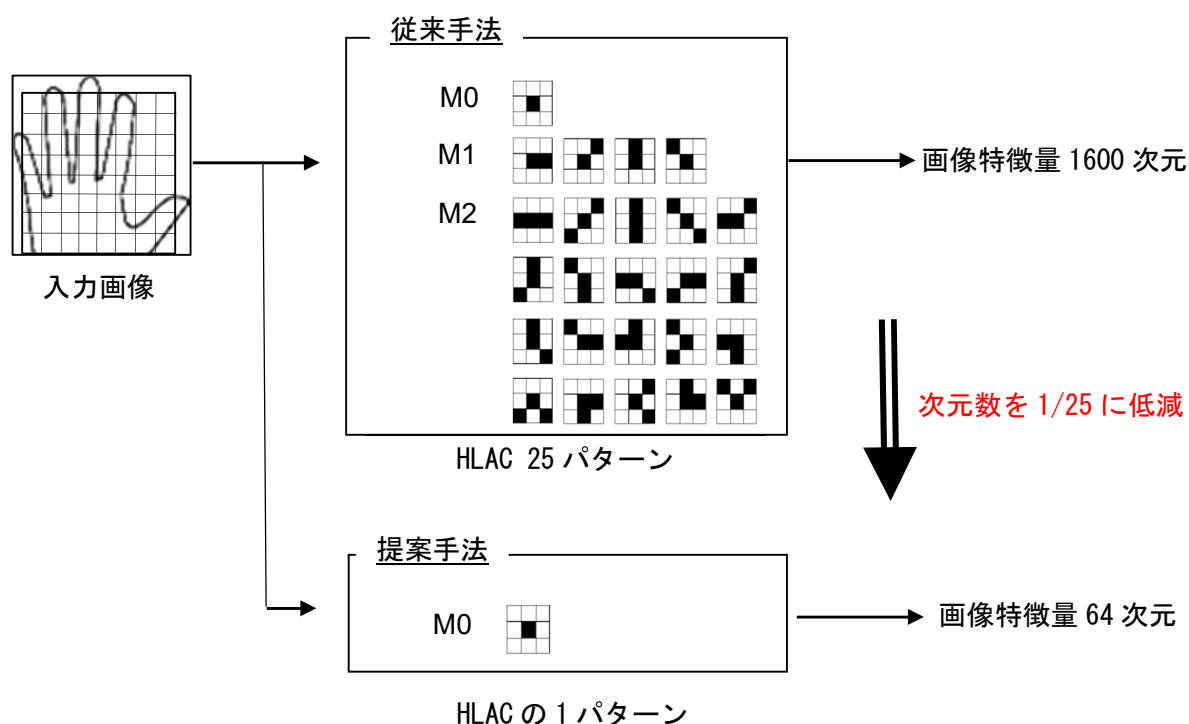 従来手法
M0
M1
M2
HLAC 25 パターン
入力画像
画像特徴量 1600 次元
次元数を 1/25 に低減
提案手法
M0
画像特徴量 64 次元
HLAC の 1 パターン